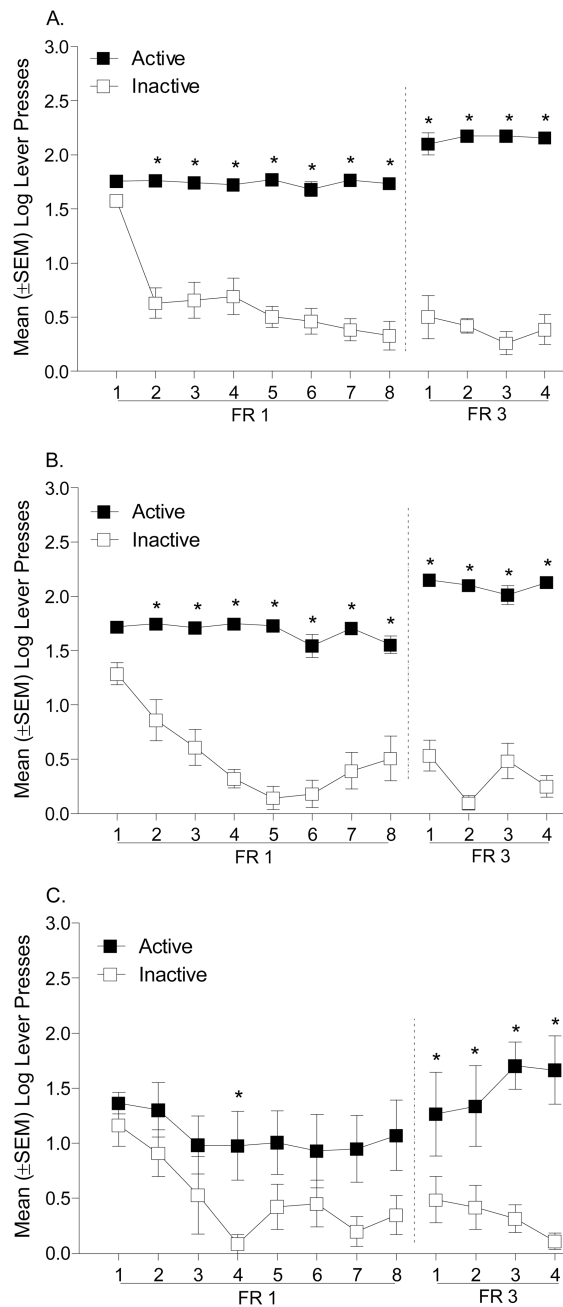 A.
Mean (±SEM) Log Lever Presses
3.0
2.5
2.0
1.5
1.0
0.5
0.0
Active
Inactive
* * * * * * * * * * *
1 2 3 4 5 6 7 8 1 2 3 4
FR 1 FR 3
B.
Mean (±SEM) Log Lever Presses
3.0
2.5
2.0
1.5
1.0
0.5
0.0
Active
Inactive
* * * * * * * * * * *
1 2 3 4 5 6 7 8 1 2 3 4
FR 1 FR 3
C.
Mean (±SEM) Log Lever Presses
3.0
2.5
2.0
1.5
1.0
0.5
0.0
Active
Inactive
* * * * *
1 2 3 4 5 6 7 8 1 2 3 4
FR 1 FR 3